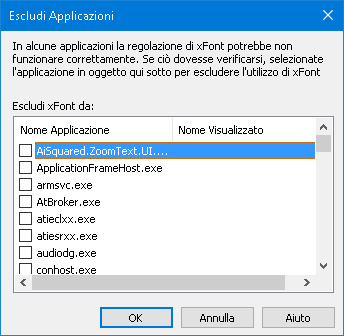 Escludi Applicazioni
In alcune applicazioni la regolazione di xFont potrebbe non
funzionare correttamente. Se ciò dovesse verificarsi, selezionate
l'applicazione in oggetto qui sotto per escludere l'utilizzo di xFont
Escludi xFont da:
Nome Applicazione Nome Visualizzato
AiSquared.ZoomText.UI....
ApplicationFrameHost.exe
armsvc.exe
AtBroker.exe
atieclxx.exe
atiesrxx.exe
audiodg.exe
conhost.exe
OK Annulla Aiuto